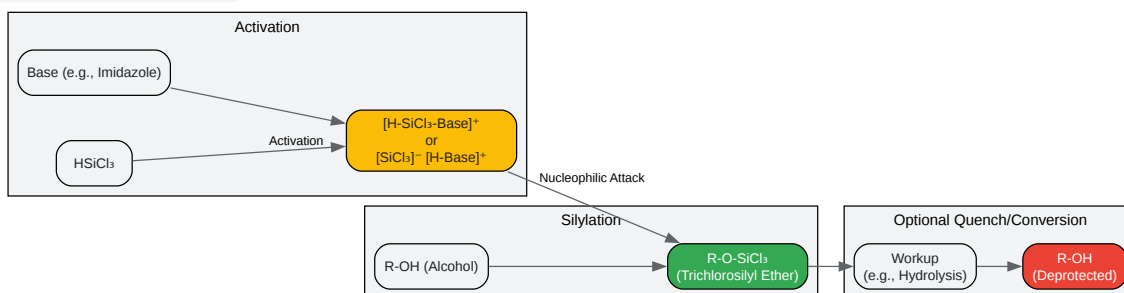 Activation
Base (e.g., Imidazole)
HSiCl₃
Activation
[H-SiCl₃-Base]⁺
or
[SiCl₃]⁻ [H-Base]⁺
Nucleophilic Attack
Silylation
R-OH (Alcohol)
R-O-SiCl₃
(Trichlorosilyl Ether)
Optional Quench/Conversion
Workup
(e.g., Hydrolysis)
R-OH
(Deprotected)